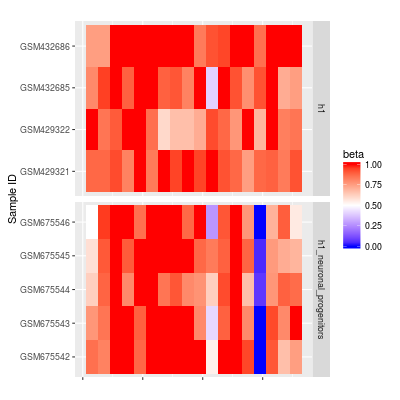 GSM432686
GSM432685
GSM429322
GSM429321
h1
GSM675546
GSM675545
GSM675544
GSM675543
GSM675542
h1_neuronal_progenitors
Sample ID
beta
1.00
0.75
0.50
0.25
0.00